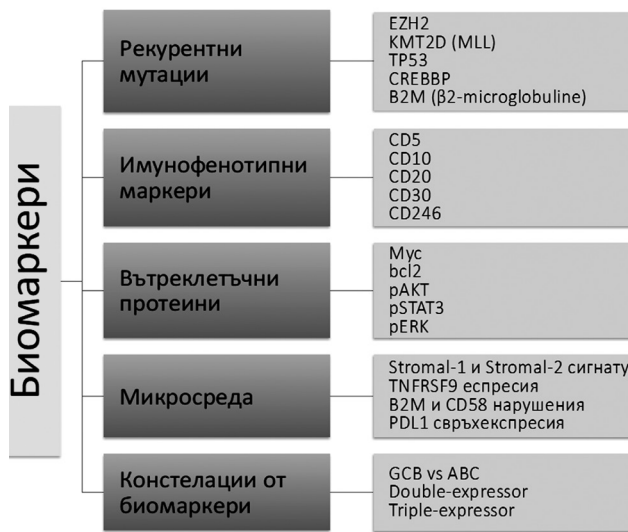 Биомаркери
Рекурентни
мутации
EZH2
KMT2D (MLL)
TP53
CREBBP
B2M (β2-microglobuline)
Имунофенотипни
маркери
CD5
CD10
CD20
CD30
CD246
Вътреклетъчни
протеини
Myc
bcl2
pAKT
pSTAT3
pERK
Микросреда
Stromal-1 и Stromal-2 сигнату
TNFRSF9 еспресия
B2M и CD58 нарушения
PDL1 свръхекспресия
Констелации от
биомаркери
GCB vs ABC
Double-expressor
Triple-expressor